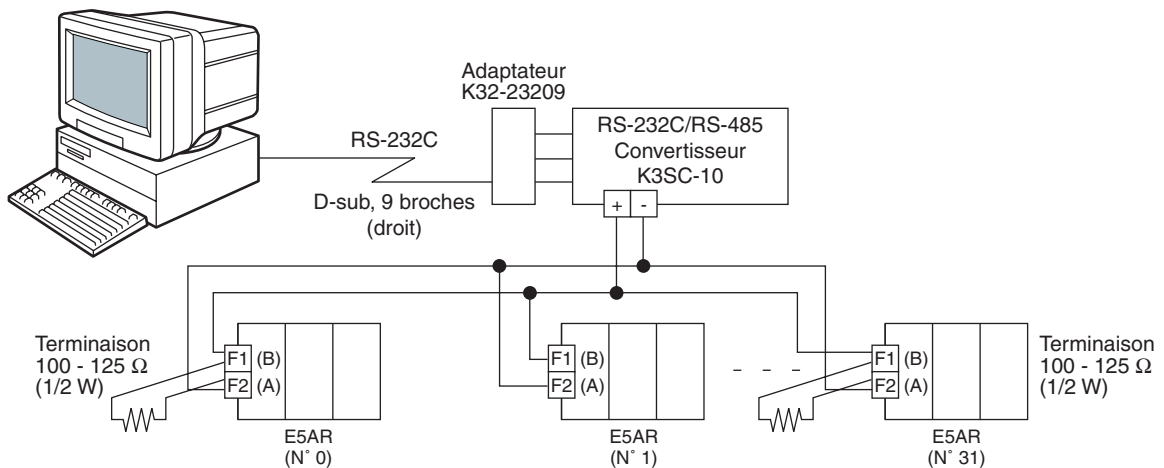 Adaptateur
K32-23209
RS-232C
D-sub, 9 broches
(droit)
RS-232C/RS-485
Convertisseur
K3SC-10
+ -
Terminaison
100 - 125 Ω
(1/2 W)
F1 (B)
F2 (A)
E5AR
(N° 0)
F1 (B)
F2 (A)
E5AR
(N° 1)
F1 (B)
F2 (A)
E5AR
(N° 31)
Terminaison
100 - 125 Ω
(1/2 W)